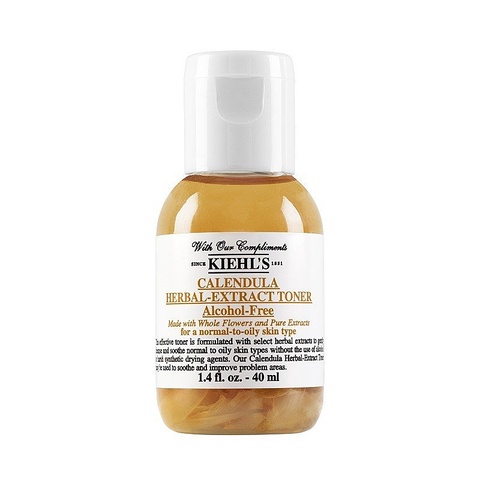 With Our Compliments
SINCE KIEHL'S 1851
CALENDULA
HERBAL-EXTRACT TONER
Alcohol-Free
Made with Whole Flowers and Pure Extracts
for a normal-to-oily skin type
effective toner is formulated with select herbal extracts to
and soothe normal to oily skin types without the use of
synthetic drying agents. Our Calendula Herbal-Extract
used to soothe and improve problem areas.
1.4 fl. oz. - 40 ml